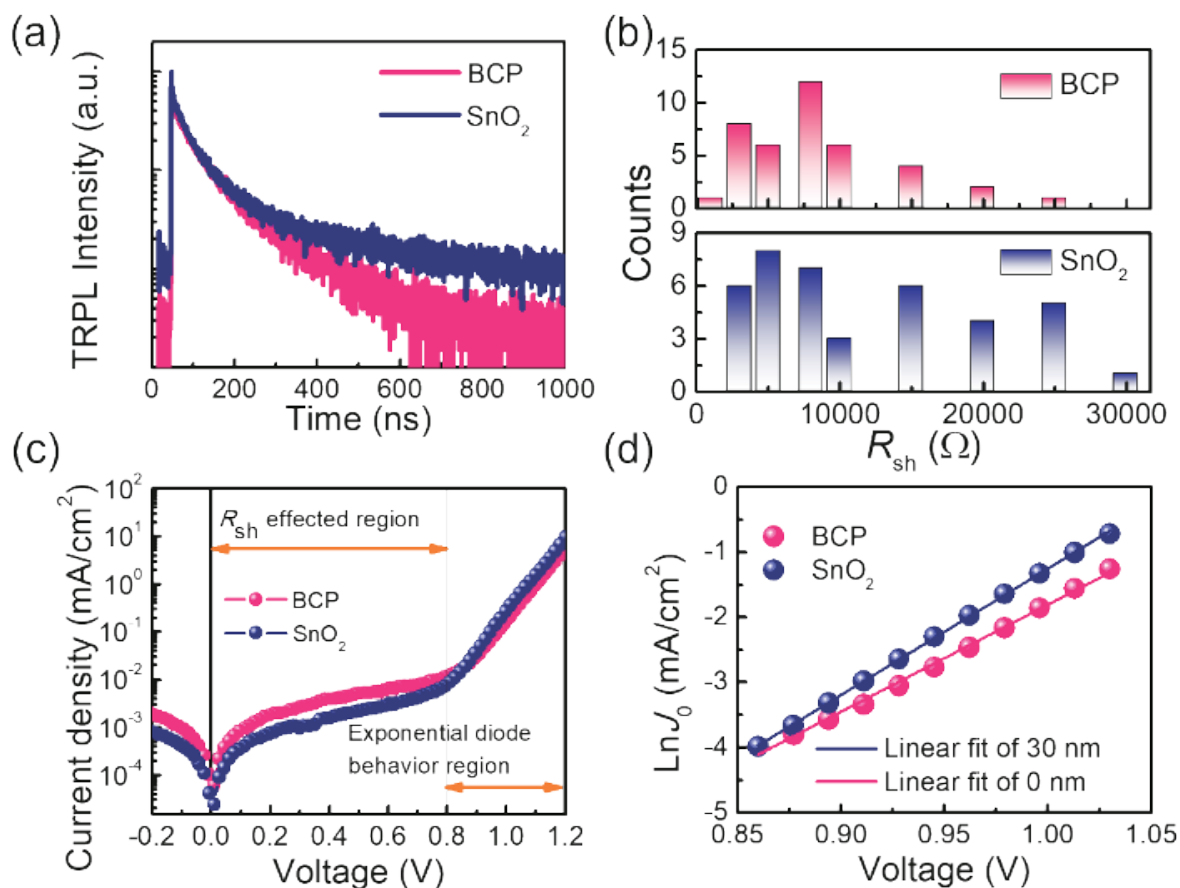 (a)
BCP
SnO₂
TRPL Intensity (a.u.)
0 200 400 600 800 1000
Time (ns)
(b)
15
10
5
0
BCP
Counts
9
6
3
0
SnO₂
0 10000 20000 30000
Rsh (Ω)
(c)
Current density (mA/cm²)
10²
10¹
10⁰
10⁻¹
10⁻²
10⁻³
10⁻⁴
Rsh effected region
BCP
SnO₂
Exponential diode
behavior region
-0.2 0.0 0.2 0.4 0.6 0.8 1.0 1.2
Voltage (V)
(d)
LnJ₀ (mA/cm²)
0
-1
-2
-3
-4
-5
BCP
SnO₂
Linear fit of 30 nm
Linear fit of 0 nm
0.85 0.90 0.95 1.00 1.05
Voltage (V)